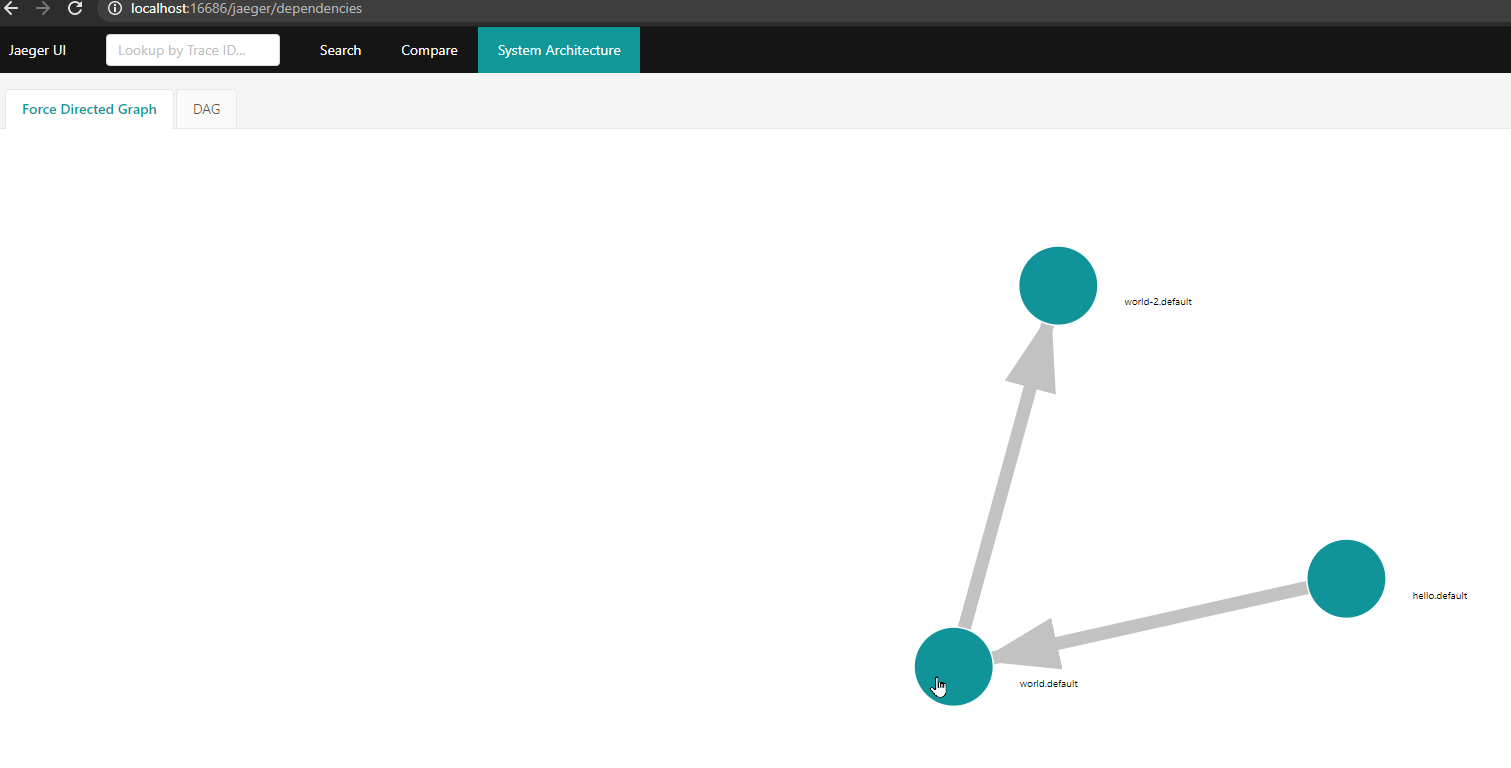 localhost:16686/jaeger/dependencies
Jaeger UI Lookup by Trace ID... Search Compare System Architecture
Force Directed Graph DAG
world-2.default
hello.default
world.default